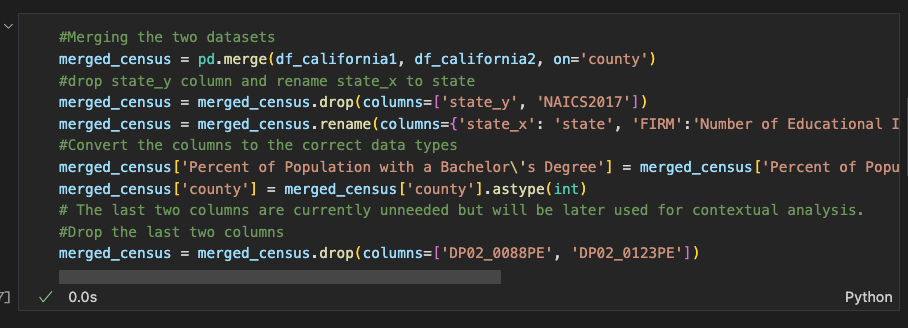 #Merging the two datasets
merged_census = pd.merge(df_california1, df_california2, on='county')
#drop state_y column and rename state_x to state
merged_census = merged_census.drop(columns=['state_y', 'NAICS2017'])
merged_census = merged_census.rename(columns={'state_x': 'state', 'FIRM':'Number of Educational I
#Convert the columns to the correct data types
merged_census['Percent of Population with a Bachelor\'s Degree'] = merged_census['Percent of Popu
merged_census['county'] = merged_census['county'].astype(int)
# The last two columns are currently unneeded but will be later used for contextual analysis.
#Drop the last two columns
merged_census = merged_census.drop(columns=['DP02_0088PE', 'DP02_0123PE'])
] 0.0s Python